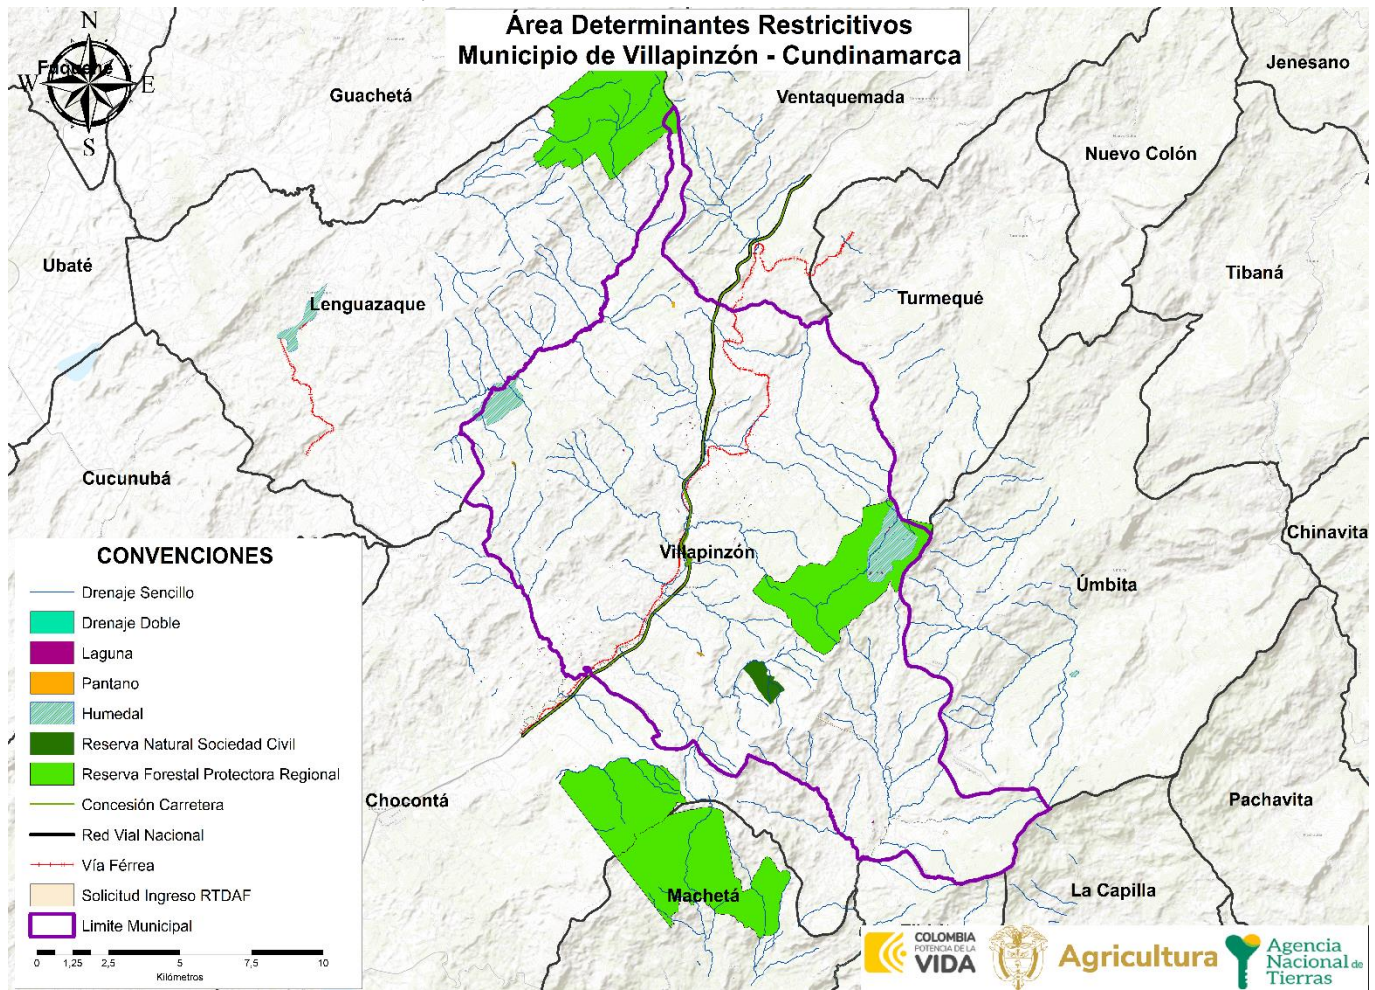 Área Determinantes Restricitivos
Municipio de Villapinzón - Cundinamarca
N
W
E
S
Fúquene
Guachetá
Ventaquemada
Jenesano
Nuevo Colón
Ubaté
Lenguazaque
Turmequé
Tibaná
Cucunubá
Chinavita
Villapinzón
Úmbita
Chocontá
Pachavita
Machetá
La Capilla
CONVENCIONES
Drenaje Sencillo
Drenaje Doble
Laguna
Pantano
Humedal
Reserva Natural Sociedad Civil
Reserva Forestal Protectora Regional
Concesión Carretera
Red Vial Nacional
Vía Férrea
Solicitud Ingreso RTDAF
Limite Municipal
0 1,25 2,5 5 7,5 10
Kilómetros
COLOMBIA
POTENCIA DE LA
VIDA
Agricultura
Agencia
Nacional de
Tierras